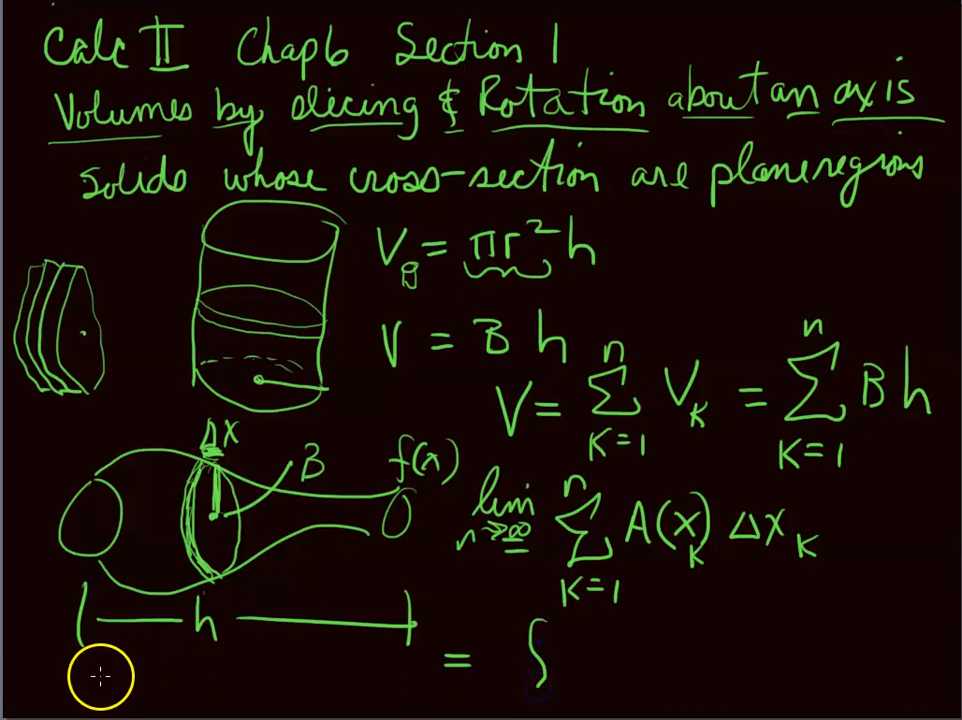 Calc II Chap 6 Section 1
Volumes by slicing & Rotation about an axis
solids whose cross-section are plane regions
V = πr²h
V = B h
V = Σ n K=1 V_K = Σ n K=1 B h
Δx
B
f(x)
lim n→∞ Σ n K=1 A(x_K) Δx_K
h
= ∫